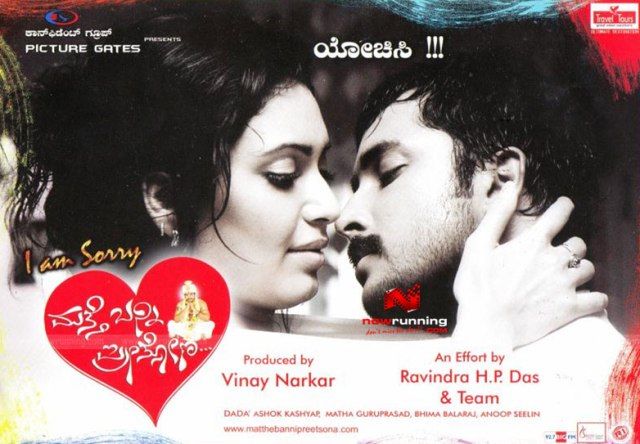 ಕಾನ್ಫಿಡೆಂಟ್ ಗ್ರೂಪ್
PRESENTS
PICTURE GATES
ಯೋಚಿಸಿ !!!
Travel Tours
I am Sorry
ಮತ್ತೆ ಬನ್ನಿ
ಪ್ರೀತ್ಸೋಣ...
nowrunning
Produced by
Vinay Narkar
An Effort by
Ravindra H.P. Das
& Team
DADA' ASHOK KASHYAP, MATHA GURUPRASAD, BHIMA BALARAJ, ANOOP SEELIN
www.matthebannipreetsona.com